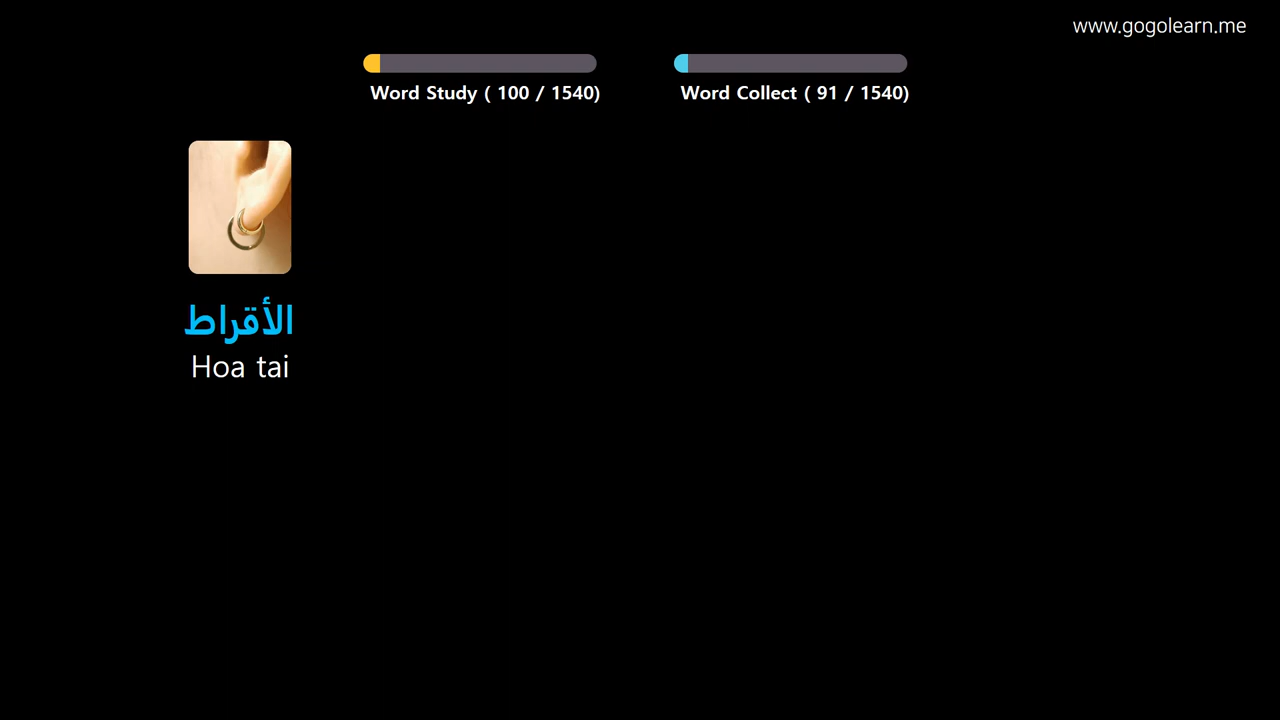 www.gogolearn.me
Word Study ( 100 / 1540)
Word Collect ( 91 / 1540)
الأقراط
Hoa tai